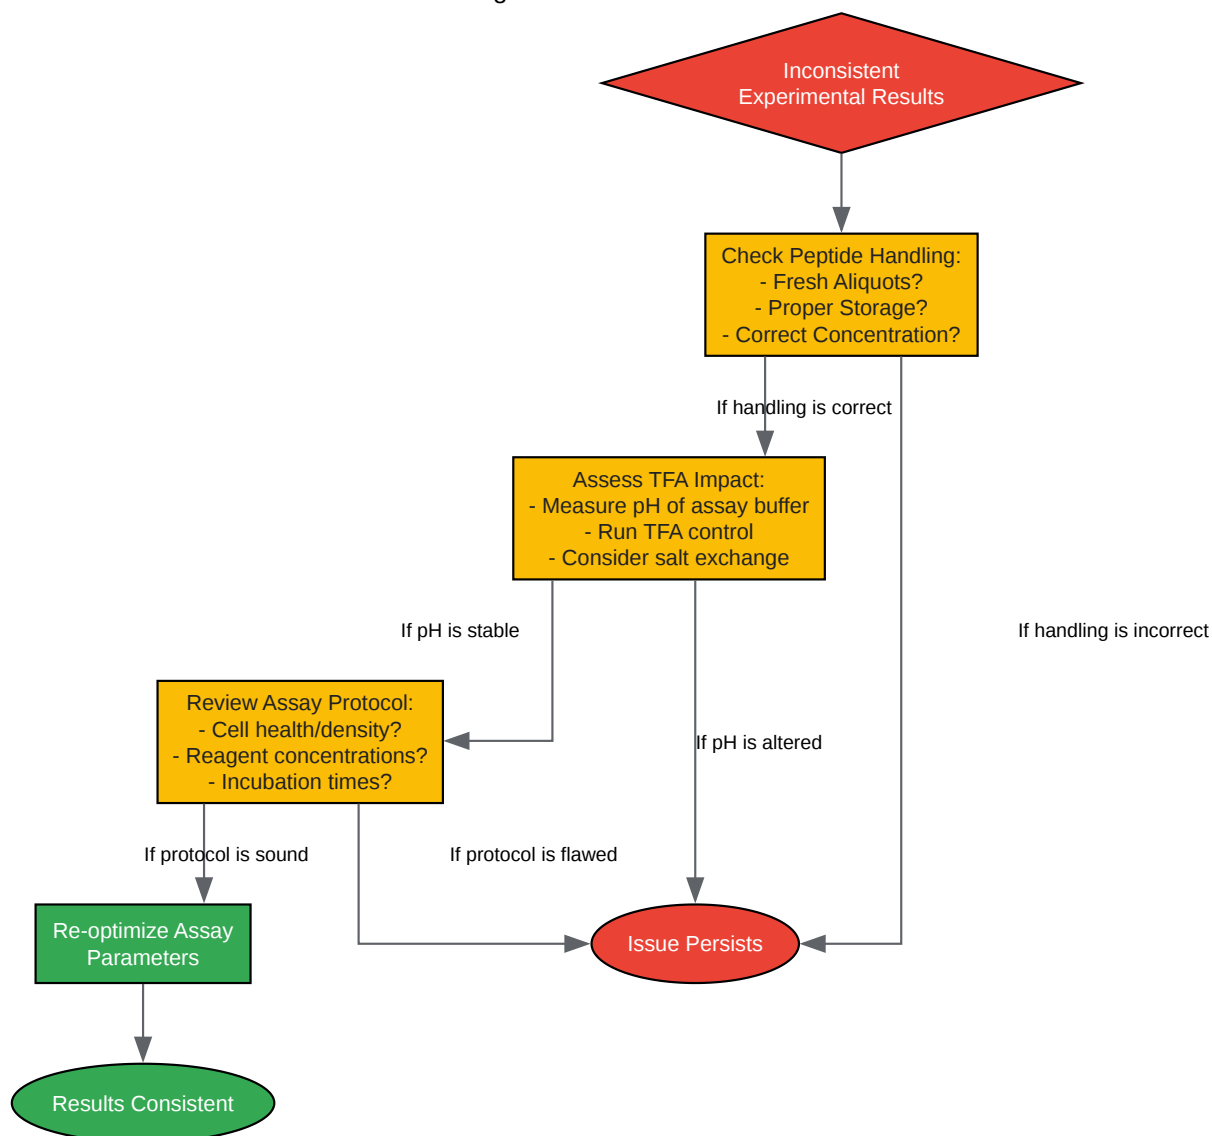 Inconsistent
Experimental Results
Check Peptide Handling:
- Fresh Aliquots?
- Proper Storage?
- Correct Concentration?
If handling is correct
Assess TFA Impact:
- Measure pH of assay buffer
- Run TFA control
- Consider salt exchange
If pH is stable
If handling is incorrect
Review Assay Protocol:
- Cell health/density?
- Reagent concentrations?
- Incubation times?
If pH is altered
If protocol is sound
If protocol is flawed
Re-optimize Assay
Parameters
Issue Persists
Results Consistent